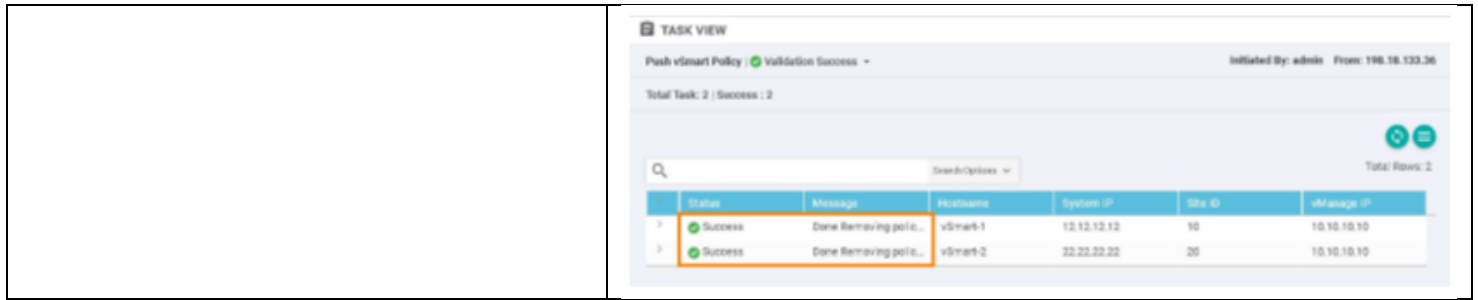 TASK VIEW
Push vSmart Policy | Validation Success Initiated By: admin From: 198.18.133.36
Total Task: 2 | Success : 2
Search Options Total Rows: 2
Status Message Hostname System IP Site ID vManage IP
Success Done Removing polic... vSmart-1 12.12.12.12 10 10.10.10.10
Success Done Removing polic... vSmart-2 22.22.22.22 20 10.10.10.10